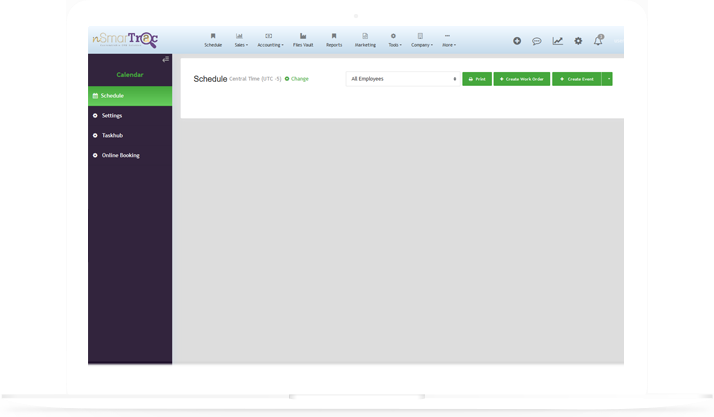 nSmarTrac
Schedule Sales Accounting Files Vault Reports Marketing Tools Company More
Calendar
Schedule
Settings
Taskhub
Online Booking
Schedule Central Time (UTC -5) Change
All Employees
Print
Create Work Order
Create Event